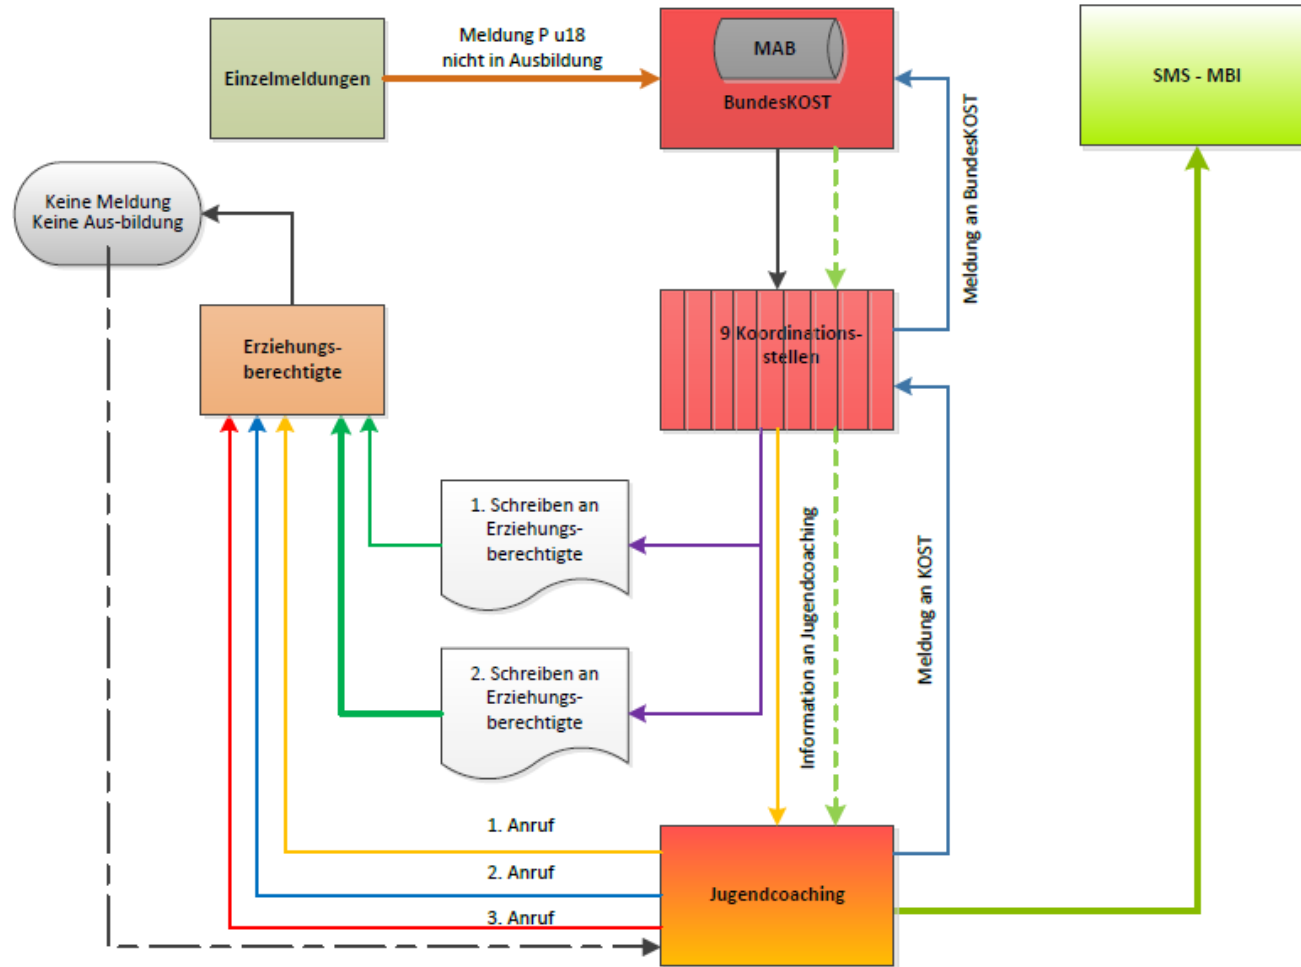 Meldung P u18
nicht in Ausbildung
Einzelmeldungen
MAB
BundesKOST
SMS - MBI
Keine Meldung
Keine Aus-bildung
Meldung an BundesKOST
Erziehungs-
berechtigte
9 Koordinations-
stellen
1. Schreiben an
Erziehungs-
berechtigte
Information an Jugendcoaching
Meldung an KOST
2. Schreiben an
Erziehungs-
berechtigte
1. Anruf
2. Anruf
3. Anruf
Jugendcoaching